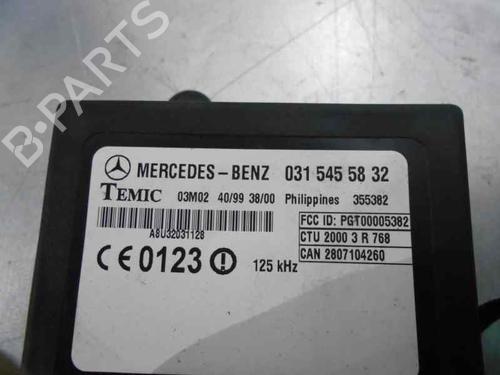 B-PARTS
MERCEDES-BENZ 031 545 58 32
TEMIC 03M02 40/99 38/00 Philippines 355382
FCC ID: PGT00005382
A8U32031128
CTU 2000 3 R 768
CE 0123 125 kHz
CAN 2807104260